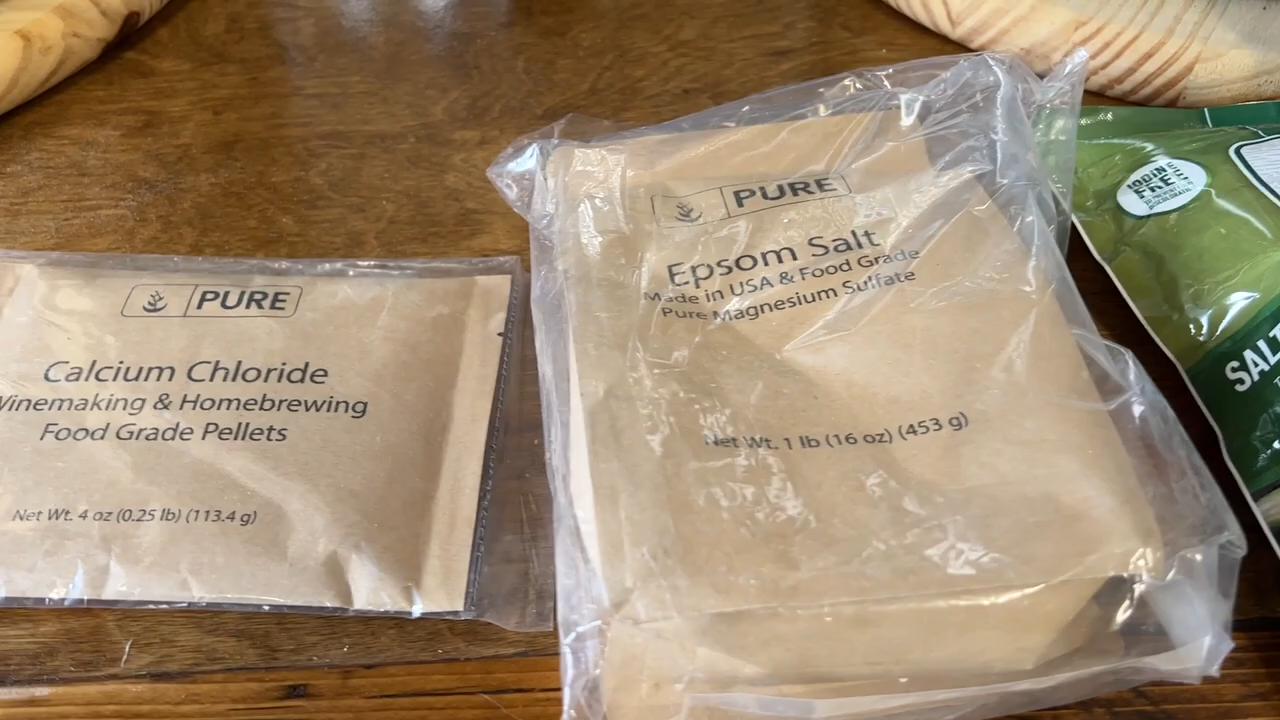 PURE
Calcium Chloride
Winemaking & Homebrewing
Food Grade Pellets
Net Wt. 4 oz (0.25 lb) (113.4 g)
PURE
Epsom Salt
Made in USA & Food Grade
Pure Magnesium Sulfate
Net Wt. 1 lb (16 oz) (453 g)
FREE
SALT